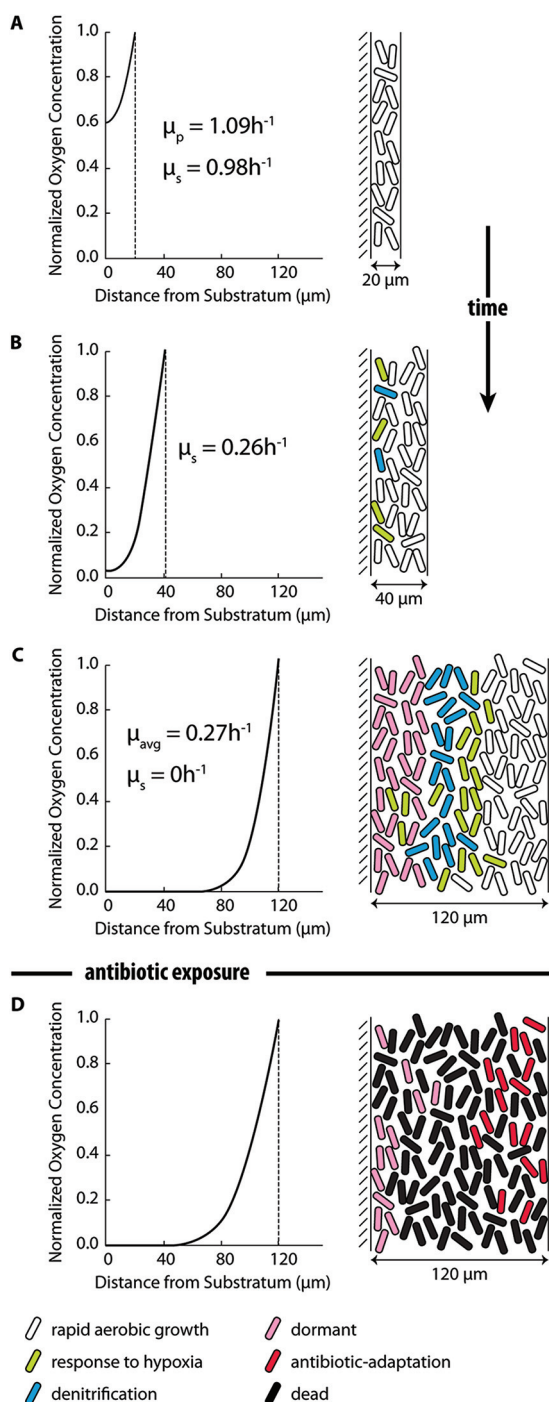 A
Normalized Oxygen Concentration
1.0
0.8
0.6
0.4
0.2
0.0
μp = 1.09h-1
μs = 0.98h-1
0
40
80
120
Distance from Substratum (μm)
20 μm
time
B
Normalized Oxygen Concentration
1.0
0.8
0.6
0.4
0.2
0.0
μs = 0.26h-1
0
40
80
120
Distance from Substratum (μm)
40 μm
C
Normalized Oxygen Concentration
1.0
0.8
0.6
0.4
0.2
0.0
μavg = 0.27h-1
μs = 0h-1
0
40
80
120
Distance from Substratum (μm)
120 μm
antibiotic exposure
D
Normalized Oxygen Concentration
1.0
0.8
0.6
0.4
0.2
0.0
0
40
80
120
Distance from Substratum (μm)
120 μm
rapid aerobic growth
dormant
response to hypoxia
antibiotic-adaptation
denitrification
dead